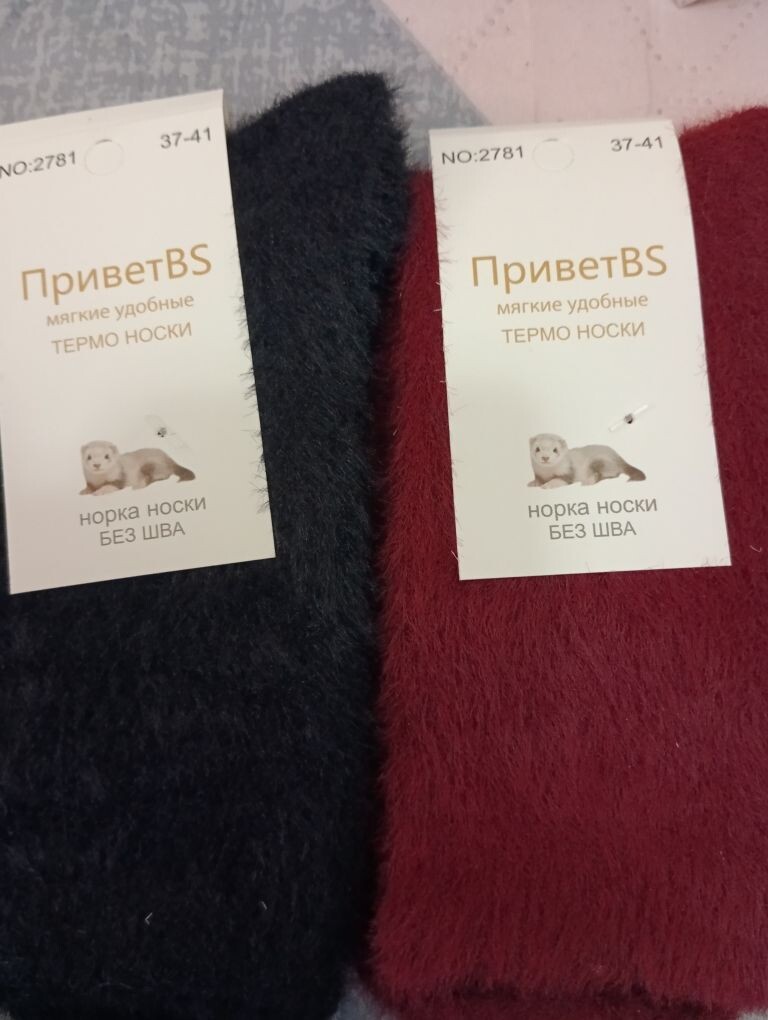 NO:2781 37-41
ПриветBS
мягкие удобные
ТЕРМО НОСКИ
норка носки
БЕЗ ШВА
NO:2781 37-41
ПриветBS
мягкие удобные
ТЕРМО НОСКИ
норка носки
БЕЗ ШВА